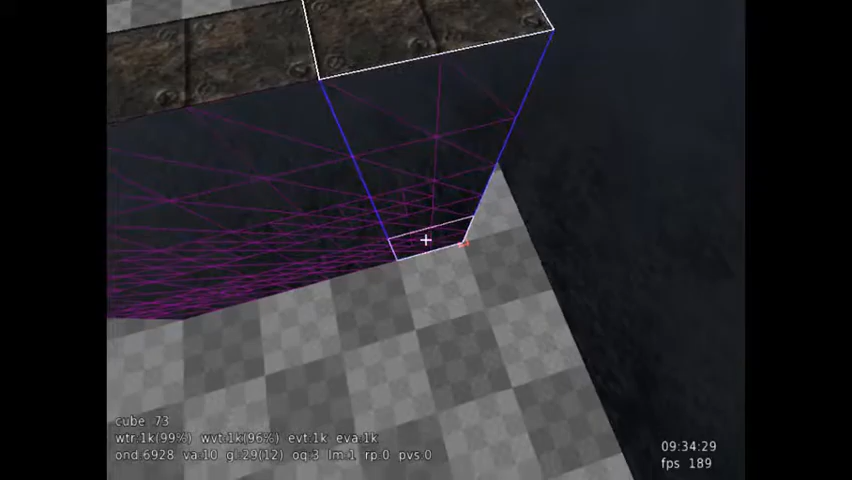 cube 73
wtr:1k(99%) wvt:1k(96%) evt:1k eva:1k
ond:6928 va:10 gl:29(12) oq:3 lm:1 rp:0 pvs:0
09:34:29
fps 189